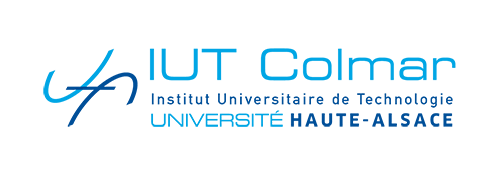 IUT Colmar
Institut Universitaire de Technologie
UNIVERSITÉ HAUTE-ALSACE